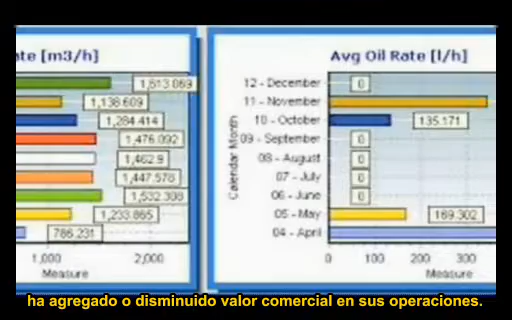 ate [m3/h]
1,513.069
1,136.609
1,264.414
1,476.092
1,462.9
1,447.578
1,532.308
1,233.865
786.231
1,000 2,000
Measure
Avg Oil Rate [l/h]
Calendar Month
12 - December 0
11 - November
10 - October 135.171
09 - September 0
08 - August 0
07 - July 0
06 - June 0
05 - May 169.302
04 - April
0 100 200 300
Measure
ha agregado o disminuido valor comercial en sus operaciones.